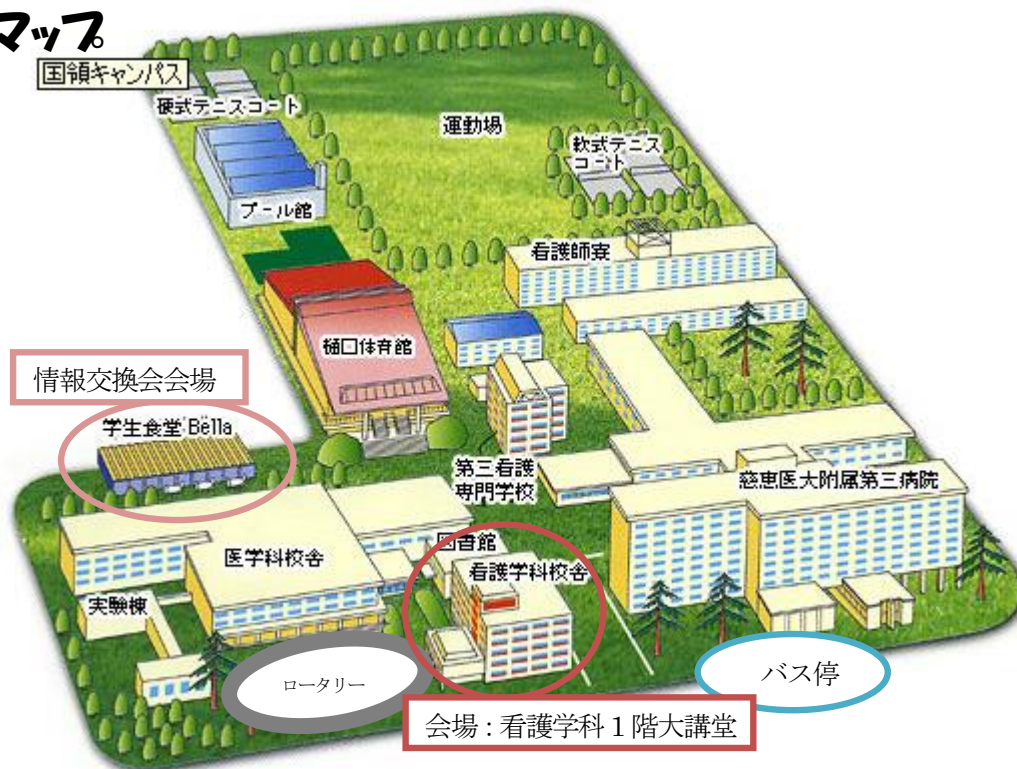 マップ
国領キャンパス
硬式テニスコート
運動場
軟式テニス
コート
プール館
看護師寮
樋口体育館
情報交換会会場
学生食堂 Bella
第三看護
専門学校
慈恵医大附属第三病院
図書館
医学科校舎
看護学科校舎
実験棟
ロータリー
バス停
会場：看護学科１階大講堂